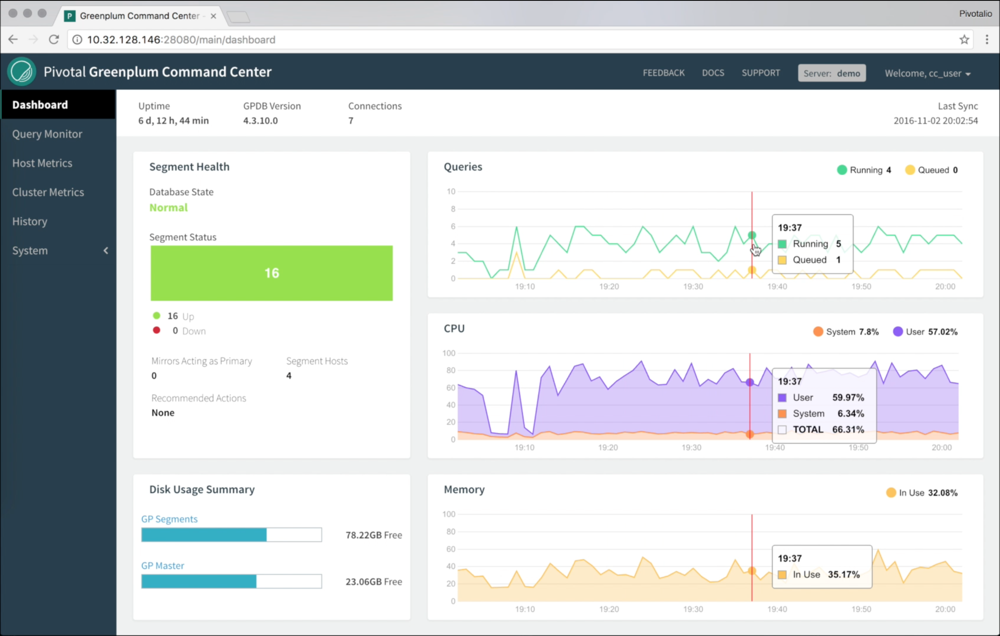 Greenplum Command Center -
Pivotalio
10.32.128.146:28080/main/dashboard
Pivotal Greenplum Command Center
FEEDBACK
DOCS
SUPPORT
Server: demo
Welcome, cc_user
Dashboard
Query Monitor
Host Metrics
Cluster Metrics
History
System
Uptime
6 d, 12 h, 44 min
GPDB Version
4.3.10.0
Connections
7
Last Sync
2016-11-02 20:02:54
Segment Health
Database State
Normal
Segment Status
16
16 Up
0 Down
Mirrors Acting as Primary
0
Segment Hosts
4
Recommended Actions
None
Disk Usage Summary
GP Segments
78.22GB Free
GP Master
23.06GB Free
Queries
Running 4
Queued 0
10
8
6
4
2
0
19:37
Running 5
Queued 1
19:10
19:20
19:30
19:40
19:50
20:00
CPU
System 7.8%
User 57.02%
100
80
60
40
20
0
19:37
User 59.97%
System 6.34%
TOTAL 66.31%
19:10
19:20
19:30
19:40
19:50
20:00
Memory
In Use 32.08%
100
80
60
40
20
0
19:37
In Use 35.17%
19:10
19:20
19:30
19:40
19:50
20:00